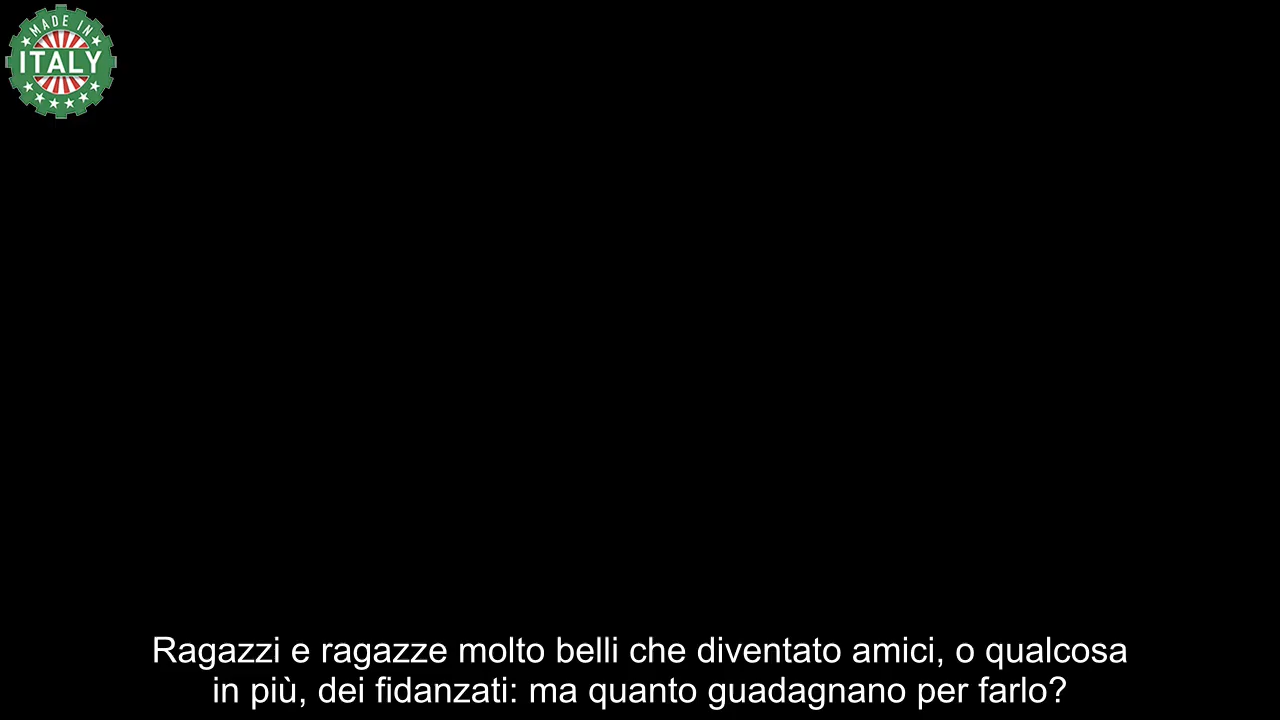 MADE IN
ITALY
Ragazzi e ragazze molto belli che diventato amici, o qualcosa
in più, dei fidanzati: ma quanto guadagnano per farlo?